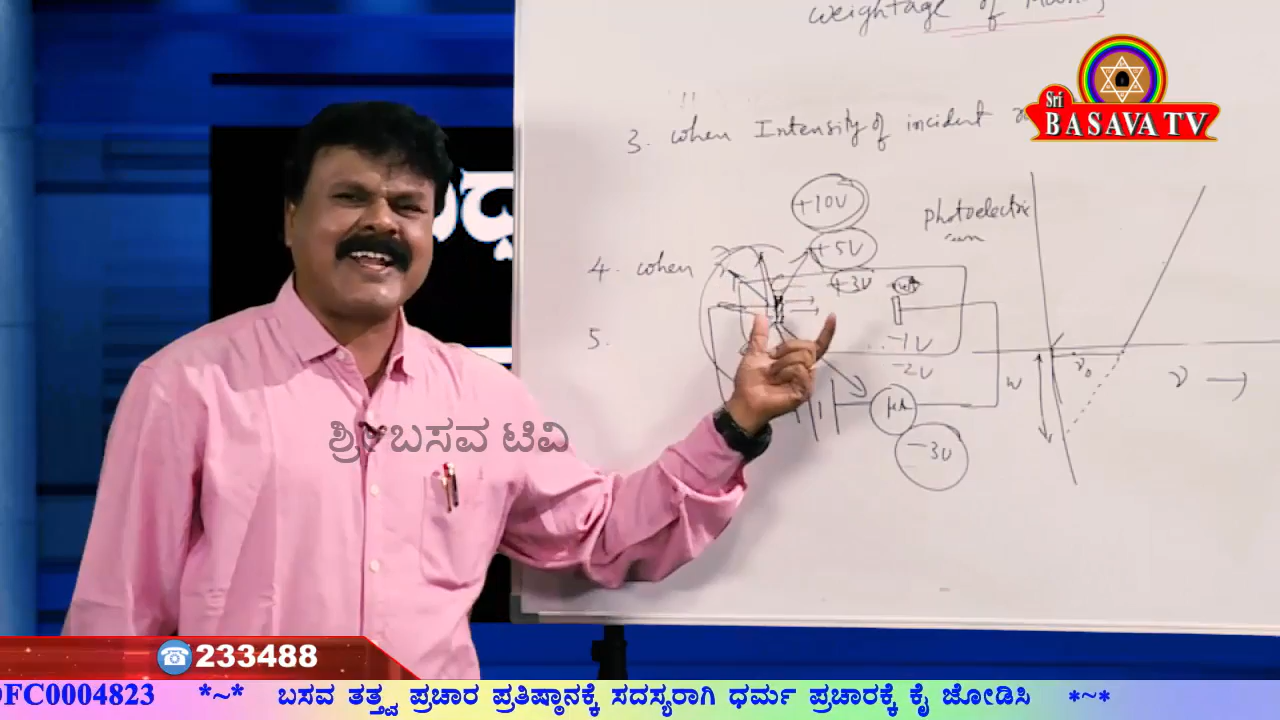 weightage of
Sri
BASAVA TV
3. when Intensity of incident
+10V
photoelectric
+5V
4. when
+3V
5.
-1V
-2V
w
ν₀
ν →
μA
-3V
ಶ್ರೀ ಬಸವ ಟಿವಿ
233488
DFC0004823 *~* ಬಸವ ತತ್ತ್ವ ಪ್ರಚಾರ ಪ್ರತಿಷ್ಠಾನಕ್ಕೆ ಸದಸ್ಯರಾಗಿ ಧರ್ಮ ಪ್ರಚಾರಕ್ಕೆ ಕೈ ಜೋಡಿಸಿ *~*